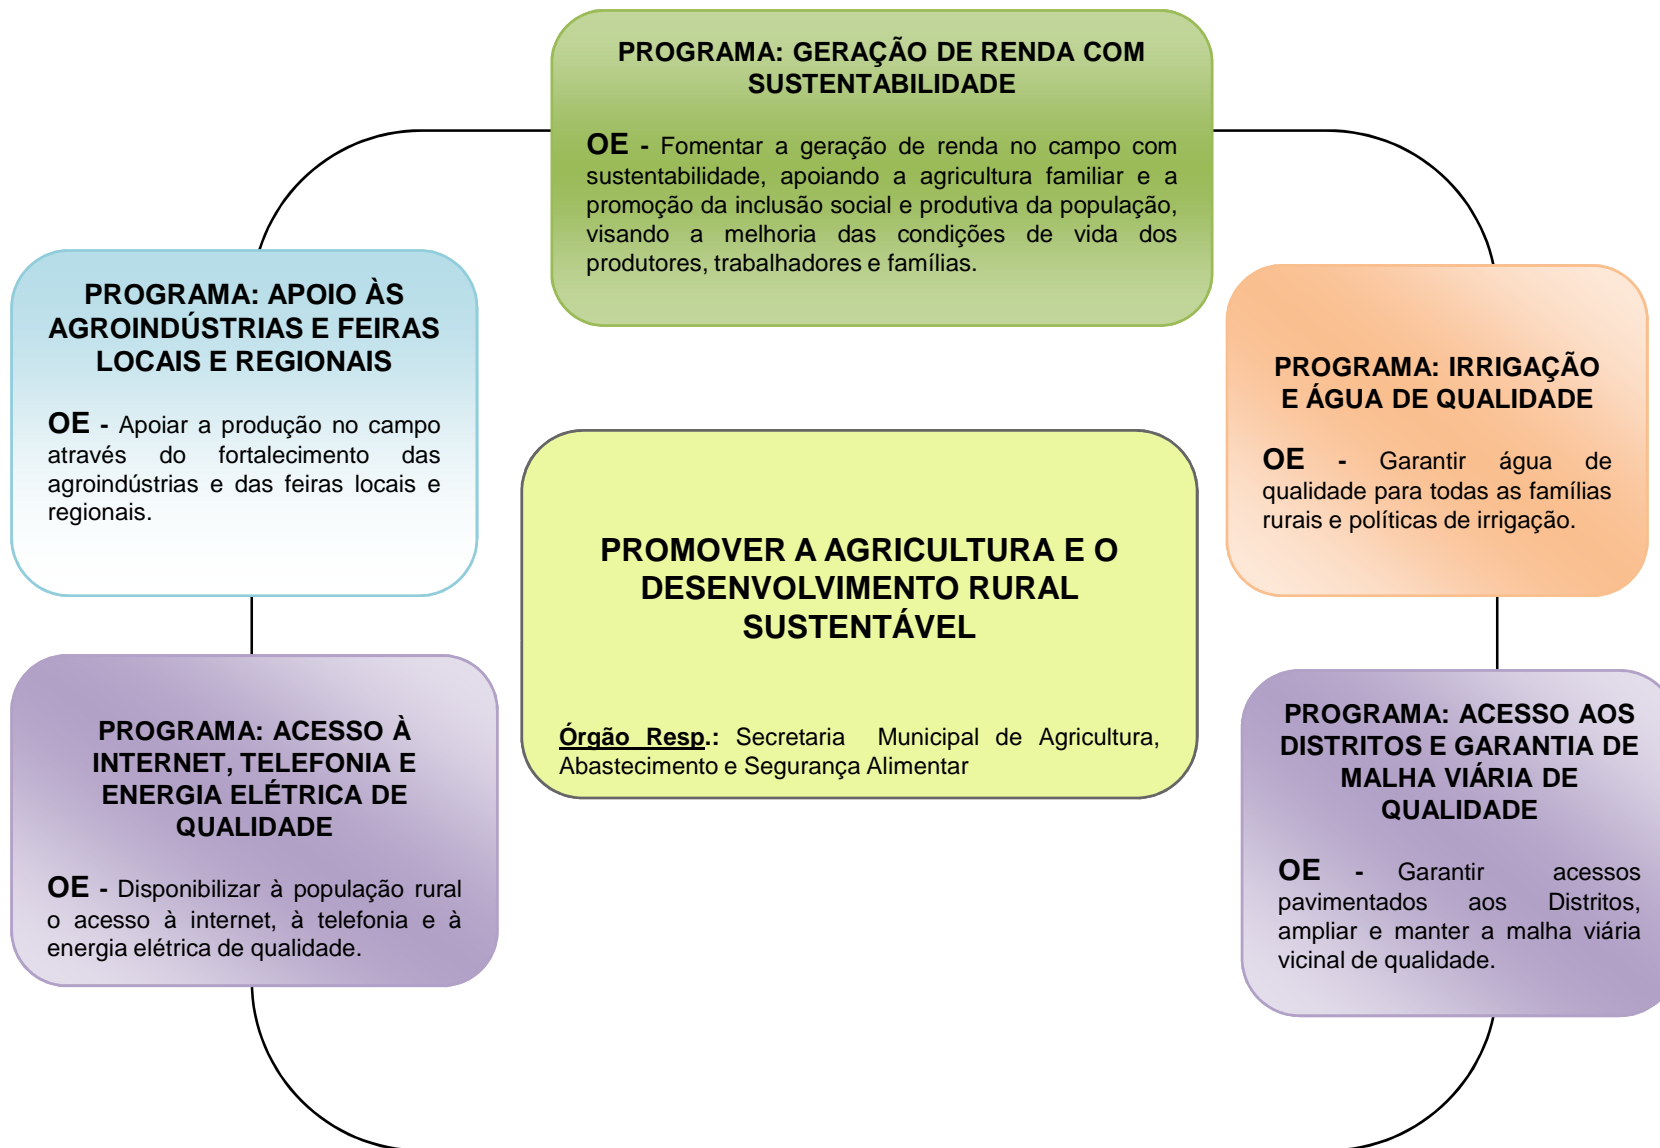 PROGRAMA: GERAÇÃO DE RENDA COM
SUSTENTABILIDADE
OE - Fomentar a geração de renda no campo com
sustentabilidade, apoiando a agricultura familiar e a
promoção da inclusão social e produtiva da população,
visando a melhoria das condições de vida dos
produtores, trabalhadores e famílias.
PROGRAMA: APOIO ÀS
AGROINDÚSTRIAS E FEIRAS
LOCAIS E REGIONAIS
OE - Apoiar a produção no campo
através do fortalecimento das
agroindústrias e das feiras locais e
regionais.
PROGRAMA: IRRIGAÇÃO
E ÁGUA DE QUALIDADE
OE - Garantir água de
qualidade para todas as famílias
rurais e políticas de irrigação.
PROMOVER A AGRICULTURA E O
DESENVOLVIMENTO RURAL
SUSTENTÁVEL
Órgão Resp.: Secretaria Municipal de Agricultura,
Abastecimento e Segurança Alimentar
PROGRAMA: ACESSO À
INTERNET, TELEFONIA E
ENERGIA ELÉTRICA DE
QUALIDADE
OE - Disponibilizar à população rural
o acesso à internet, à telefonia e à
energia elétrica de qualidade.
PROGRAMA: ACESSO AOS
DISTRITOS E GARANTIA DE
MALHA VIÁRIA DE
QUALIDADE
OE - Garantir acessos
pavimentados aos Distritos,
ampliar e manter a malha viária
vicinal de qualidade.